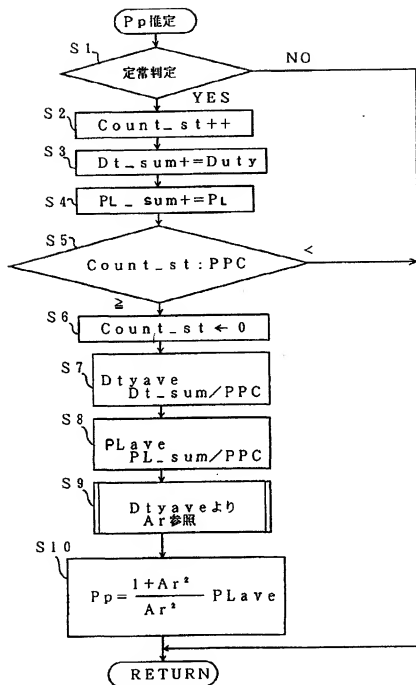 Pp推定
S1
定常判定
NO
YES
S2
Count_st++
S3
Dt_sum+=Duty
S4
PL_sum+=PL
S5
Count_st:PPC
<
≧
S6
Count_st ← 0
S7
Dtyave
Dt_sum/PPC
S8
PLave
PL_sum/PPC
S9
Dtyaveより
Ar参照
S10
Pp=1+Ar²/Ar² PLave
RETURN